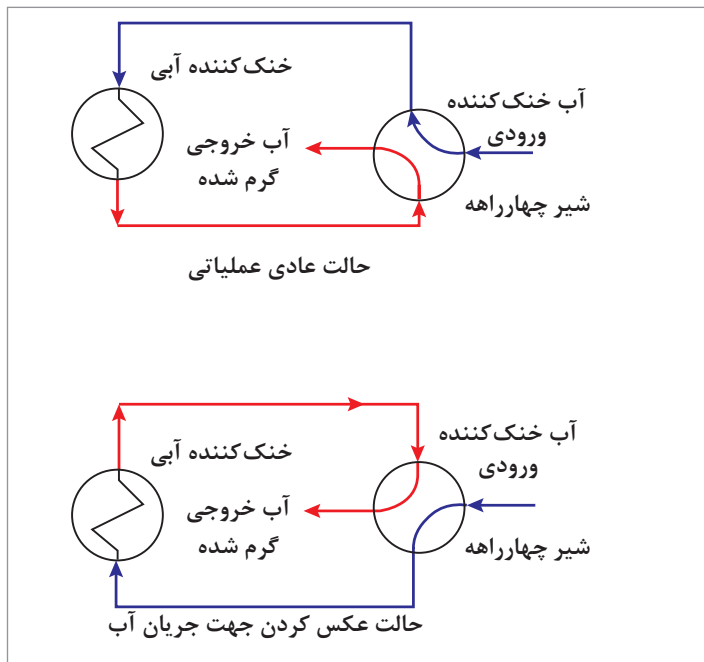 خنک‌کننده آبی
آب خنک‌کننده
ورودی
آب خروجی
گرم شده
شیر چهارراهه
حالت عادی عملیاتی
آب خنک‌کننده
ورودی
خنک‌کننده آبی
آب خروجی
گرم شده
شیر چهارراهه
حالت عکس کردن جهت جریان آب